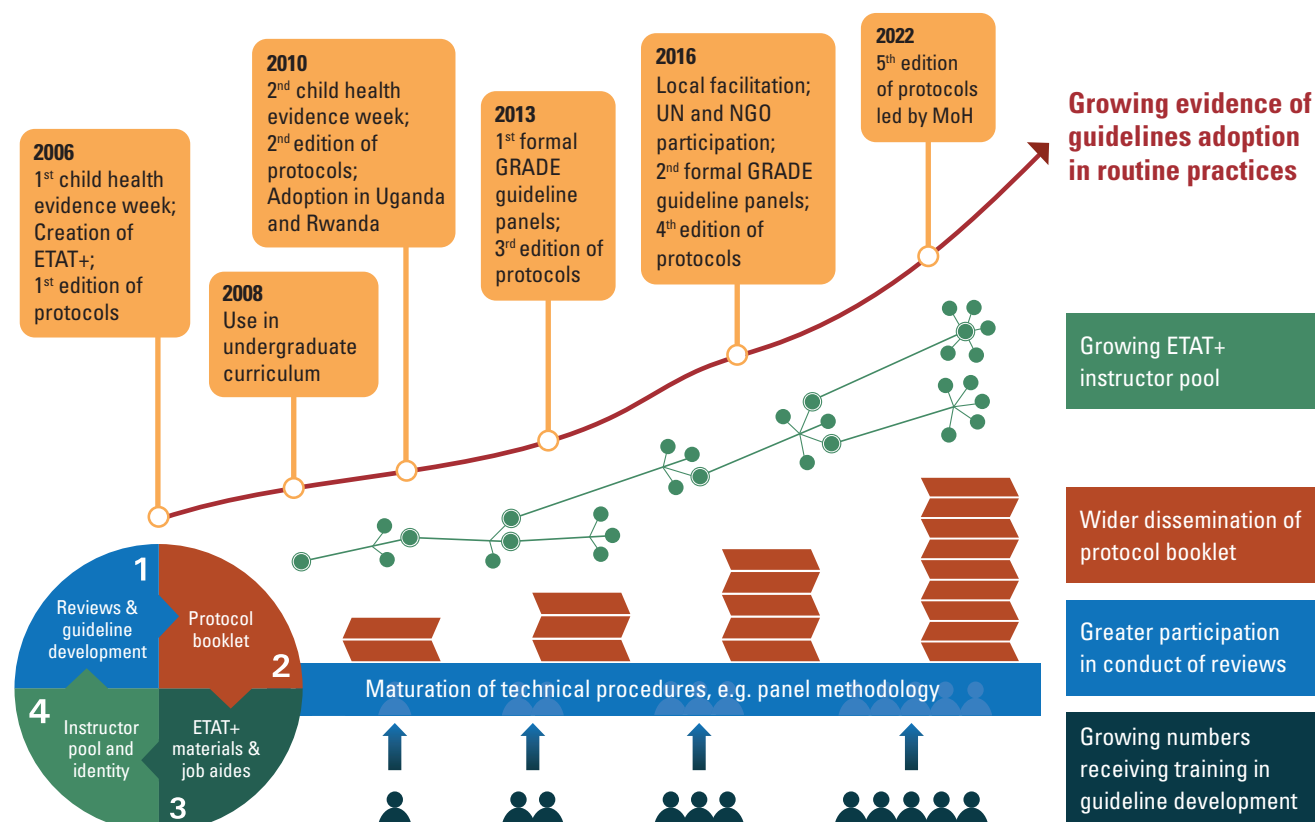 2006
1st child health
evidence week;
Creation of
ETAT+;
1st edition of
protocols
2008
Use in
undergraduate
curriculum
2010
2nd child health
evidence week;
2nd edition of
protocols;
Adoption in Uganda
and Rwanda
2013
1st formal
GRADE
guideline
panels;
3rd edition of
protocols
2016
Local facilitation;
UN and NGO
participation;
2nd formal GRADE
guideline panels;
4th edition of
protocols
2022
5th edition
of protocols
led by MoH
Growing evidence of
guidelines adoption
in routine practices
Growing ETAT+
instructor pool
Wider dissemination of
protocol booklet
Greater participation
in conduct of reviews
Growing numbers
receiving training in
guideline development
1
Reviews &
guideline
development
Protocol
booklet
2
4
Instructor
pool and
identity
ETAT+
materials &
job aides
3
Maturation of technical procedures, e.g. panel methodology